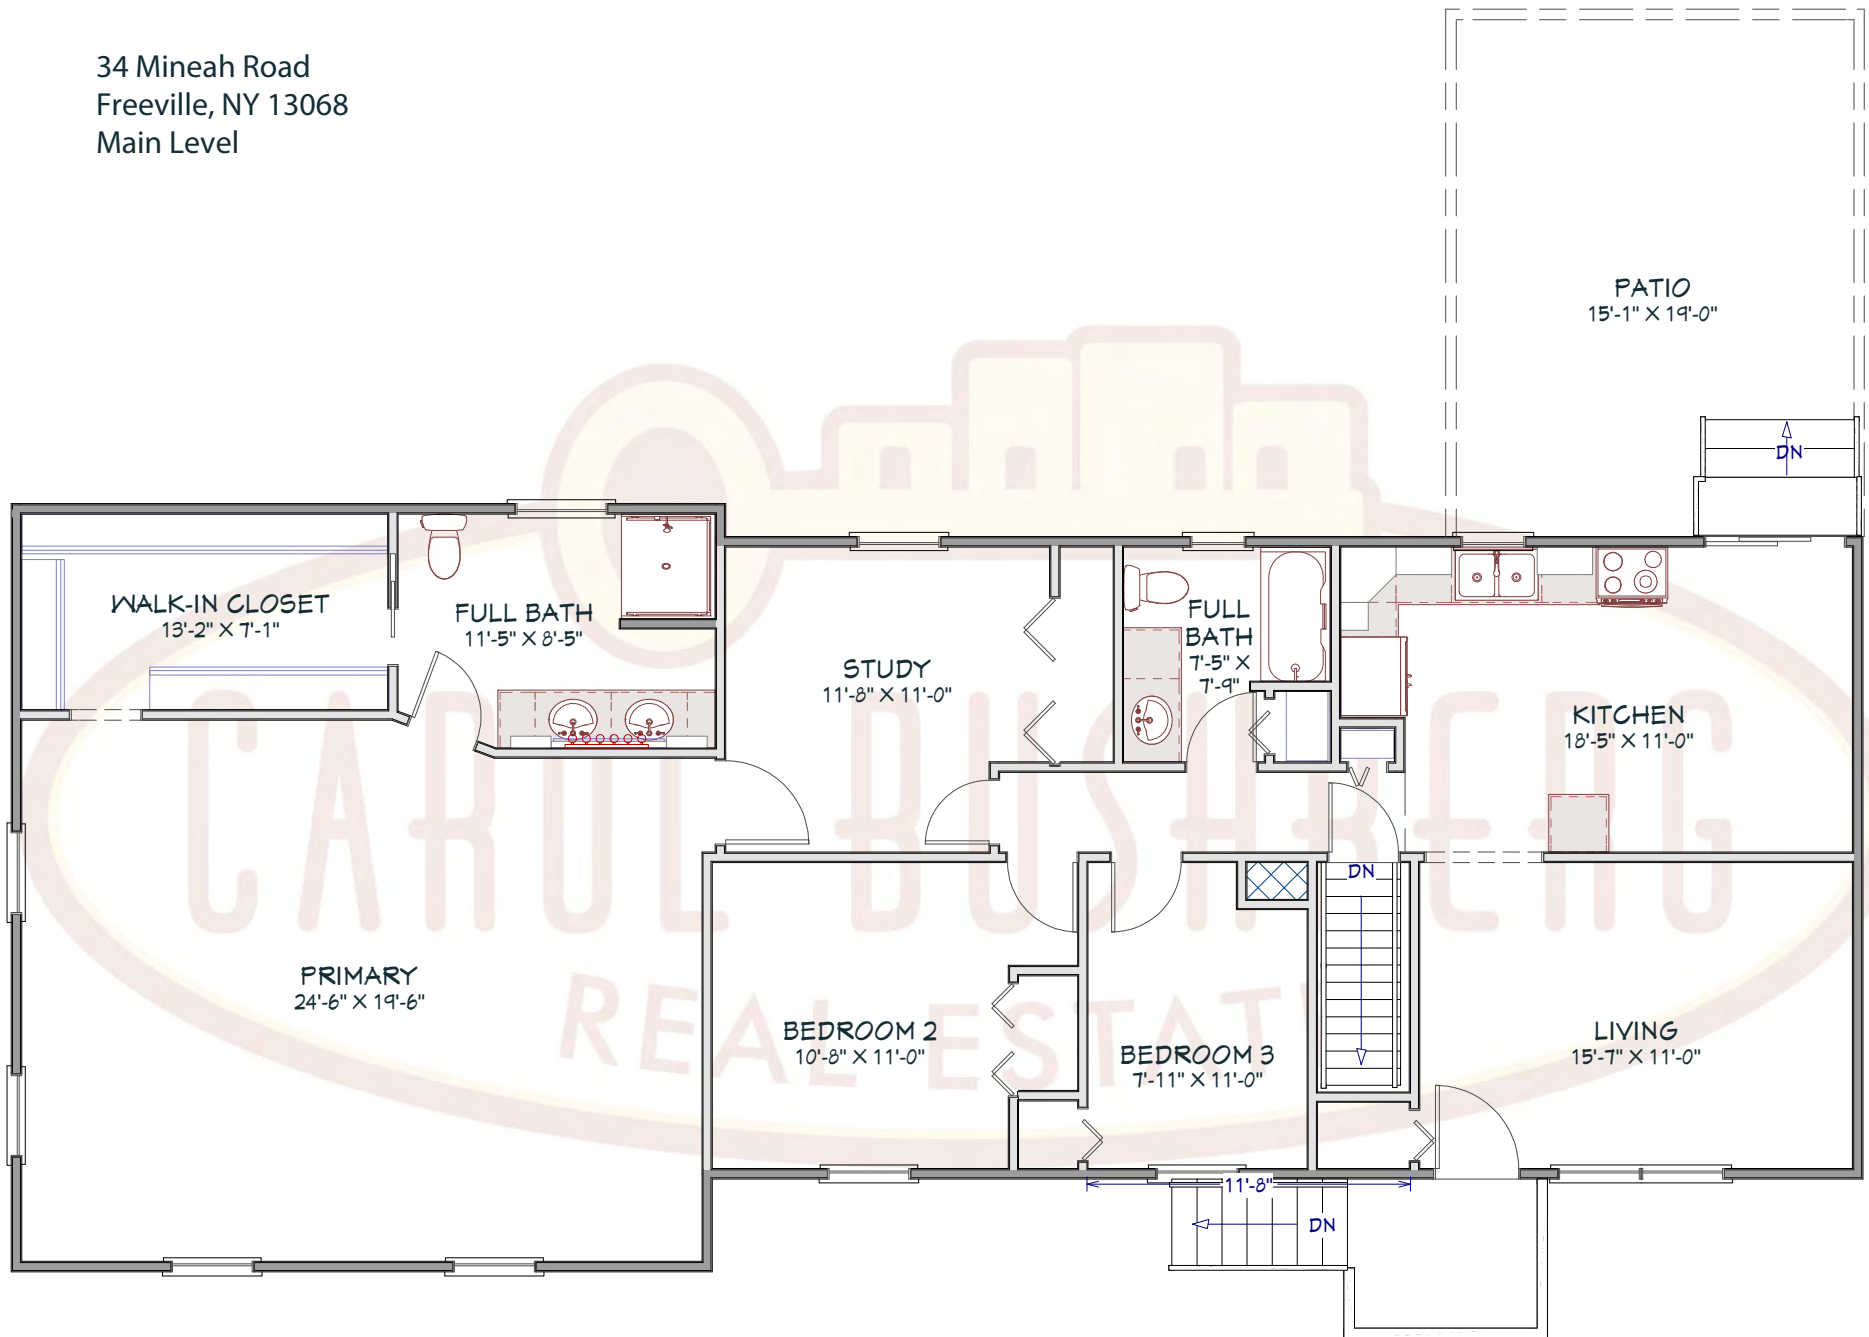 34 Mineah Road
Freeville, NY 13068
Main Level
PATIO
15'-1" X 19'-0"
DN
WALK-IN CLOSET
13'-2" X 7'-1"
FULL BATH
11'-5" X 8'-5"
STUDY
11'-8" X 11'-0"
FULL
BATH
7'-5" X
7'-9"
KITCHEN
18'-5" X 11'-0"
DN
PRIMARY
24'-6" X 19'-6"
BEDROOM 2
10'-8" X 11'-0"
BEDROOM 3
7'-11" X 11'-0"
LIVING
15'-7" X 11'-0"
11'-8"
DN
CAROL BUSHBERG
REAL ESTATE